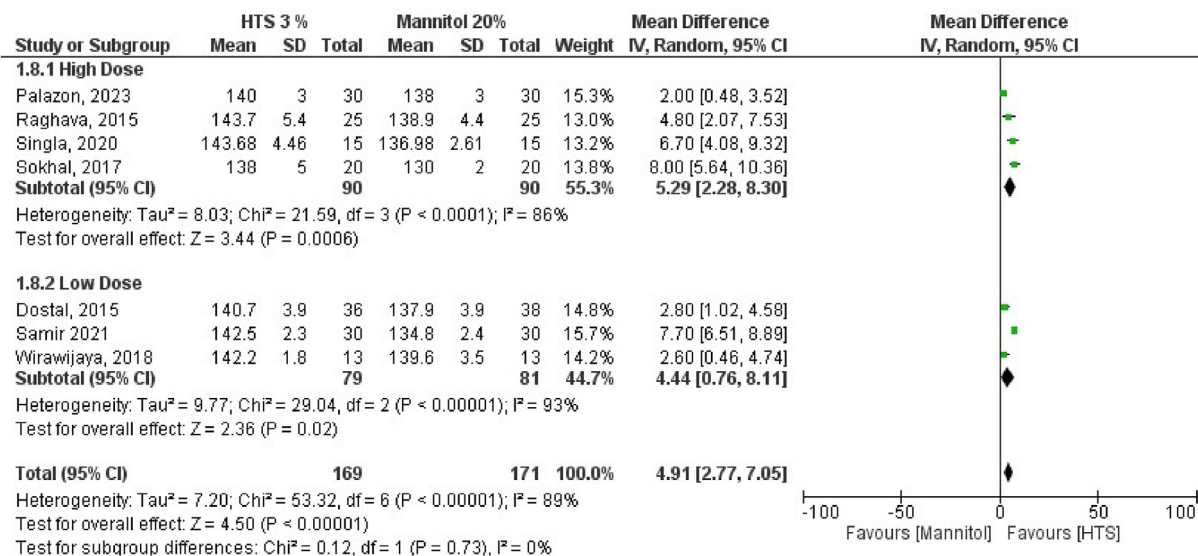 HTS 3 % Mannitol 20% Mean Difference Mean Difference
Study or Subgroup Mean SD Total Mean SD Total Weight IV, Random, 95% CI IV, Random, 95% CI
1.8.1 High Dose
Palazon, 2023 140 3 30 138 3 30 15.3% 2.00 [0.48, 3.52]
Raghava, 2015 143.7 5.4 25 138.9 4.4 25 13.0% 4.80 [2.07, 7.53]
Singla, 2020 143.68 4.46 15 136.98 2.61 15 13.2% 6.70 [4.08, 9.32]
Sokhal, 2017 138 5 20 130 2 20 13.8% 8.00 [5.64, 10.36]
Subtotal (95% CI) 90 90 55.3% 5.29 [2.28, 8.30]
Heterogeneity: Tau² = 8.03; Chi² = 21.59, df = 3 (P < 0.0001); I² = 86%
Test for overall effect: Z = 3.44 (P = 0.0006)
1.8.2 Low Dose
Dostal, 2015 140.7 3.9 36 137.9 3.9 38 14.8% 2.80 [1.02, 4.58]
Samir 2021 142.5 2.3 30 134.8 2.4 30 15.7% 7.70 [6.51, 8.89]
Wirawijaya, 2018 142.2 1.8 13 139.6 3.5 13 14.2% 2.60 [0.46, 4.74]
Subtotal (95% CI) 79 81 44.7% 4.44 [0.76, 8.11]
Heterogeneity: Tau² = 9.77; Chi² = 29.04, df = 2 (P < 0.00001); I² = 93%
Test for overall effect: Z = 2.36 (P = 0.02)
Total (95% CI) 169 171 100.0% 4.91 [2.77, 7.05]
Heterogeneity: Tau² = 7.20; Chi² = 53.32, df = 6 (P < 0.00001); I² = 89%
Test for overall effect: Z = 4.50 (P < 0.00001)
Test for subgroup differences: Chi² = 0.12, df = 1 (P = 0.73), I² = 0%
-100 -50 0 50 100
Favours [Mannitol] Favours [HTS]